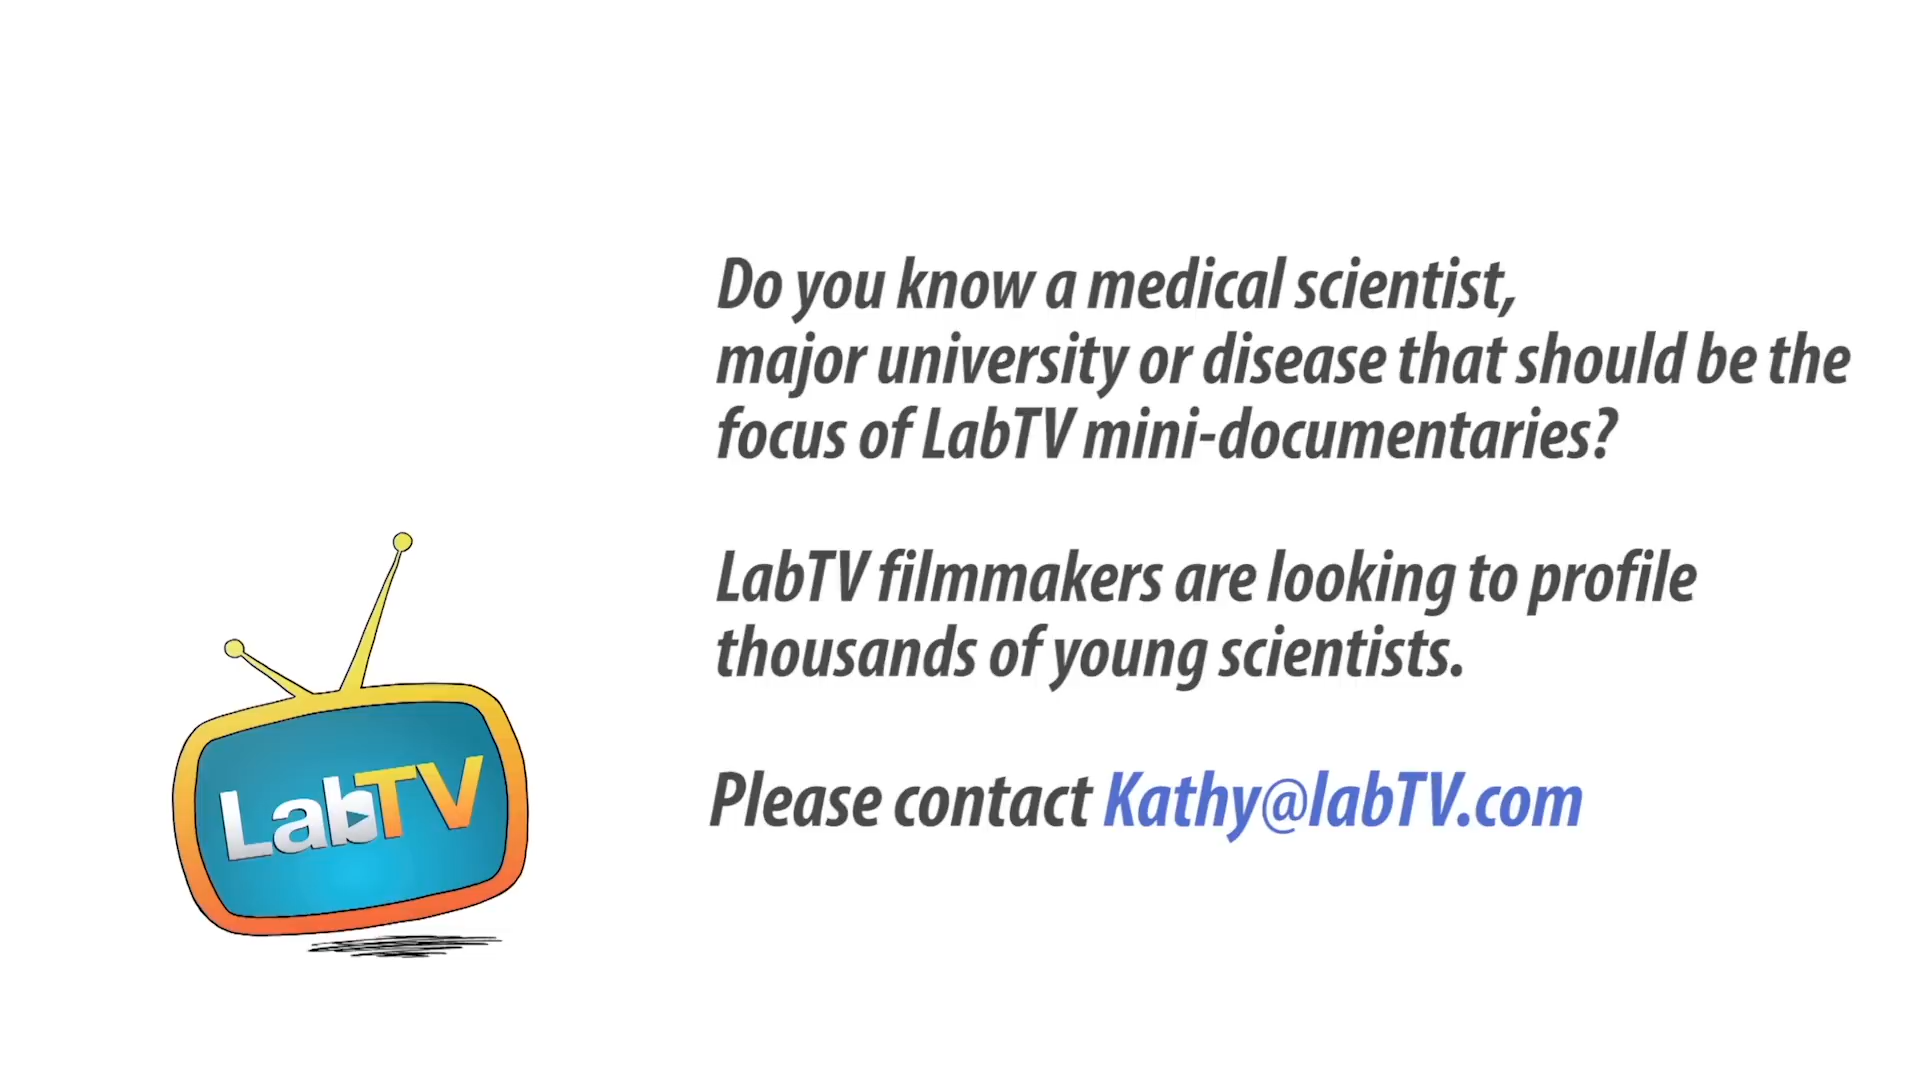 Do you know a medical scientist,
major university or disease that should be the
focus of LabTV mini-documentaries?
LabTV filmmakers are looking to profile
thousands of young scientists.
LabTV
Please contact Kathy@labTV.com